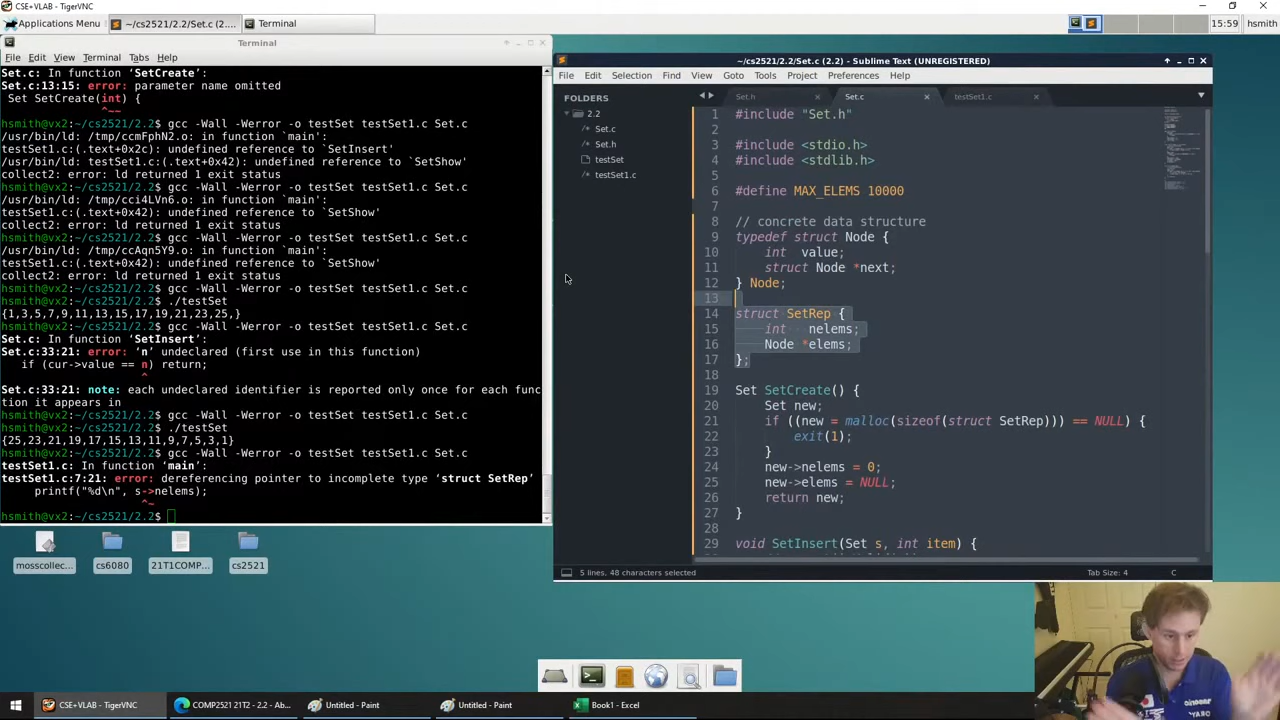 CSE+VLAB - TigerVNC
Applications Menu
~/cs2521/2.2/Set.c (2....
Terminal
15:59
hsmith
Terminal
File Edit View Terminal Tabs Help
Set.c: In function ‘SetCreate’:
Set.c:13:15: error: parameter name omitted
Set SetCreate(int) {
^~~
hsmith@vx2:~/cs2521/2.2$ gcc -Wall -Werror -o testSet testSet1.c Set.c
/usr/bin/ld: /tmp/ccmFphN2.o: in function `main':
testSet1.c:(.text+0x2c): undefined reference to `SetInsert'
/usr/bin/ld: testSet1.c:(.text+0x42): undefined reference to `SetShow'
collect2: error: ld returned 1 exit status
hsmith@vx2:~/cs2521/2.2$ gcc -Wall -Werror -o testSet testSet1.c Set.c
/usr/bin/ld: /tmp/cci4LVn6.o: in function `main':
testSet1.c:(.text+0x42): undefined reference to `SetShow'
collect2: error: ld returned 1 exit status
hsmith@vx2:~/cs2521/2.2$ gcc -Wall -Werror -o testSet testSet1.c Set.c
/usr/bin/ld: /tmp/ccAqn5Y9.o: in function `main':
testSet1.c:(.text+0x42): undefined reference to `SetShow'
collect2: error: ld returned 1 exit status
hsmith@vx2:~/cs2521/2.2$ gcc -Wall -Werror -o testSet testSet1.c Set.c
hsmith@vx2:~/cs2521/2.2$ ./testSet
{1,3,5,7,9,11,13,15,17,19,21,23,25,}
hsmith@vx2:~/cs2521/2.2$ gcc -Wall -Werror -o testSet testSet1.c Set.c
Set.c: In function ‘SetInsert’:
Set.c:33:21: error: ‘n’ undeclared (first use in this function)
if (cur->value == n) return;
^
Set.c:33:21: note: each undeclared identifier is reported only once for each func
tion it appears in
hsmith@vx2:~/cs2521/2.2$ gcc -Wall -Werror -o testSet testSet1.c Set.c
hsmith@vx2:~/cs2521/2.2$ ./testSet
{25,23,21,19,17,15,13,11,9,7,5,3,1}
hsmith@vx2:~/cs2521/2.2$ gcc -Wall -Werror -o testSet testSet1.c Set.c
testSet1.c: In function ‘main’:
testSet1.c:7:21: error: dereferencing pointer to incomplete type ‘struct SetRep’
printf("%d\n", s->nelems);
^~
hsmith@vx2:~/cs2521/2.2$
mosscollec...
cs6080
21T1COMP...
cs2521
~/cs2521/2.2/Set.c (2.2) - Sublime Text (UNREGISTERED)
File Edit Selection Find View Goto Tools Project Preferences Help
FOLDERS
2.2
/* Set.c
/* Set.h
testSet
/* testSet1.c
Set.h
Set.c
testSet1.c
1 #include "Set.h"
2
3 #include <stdio.h>
4 #include <stdlib.h>
5
6 #define MAX_ELEMS 10000
7
8 // concrete data structure
9 typedef struct Node {
10 int value;
11 struct Node *next;
12 } Node;
13
14 struct SetRep {
15 int nelems;
16 Node *elems;
17 };
18
19 Set SetCreate() {
20 Set new;
21 if ((new = malloc(sizeof(struct SetRep))) == NULL) {
22 exit(1);
23 }
24 new->nelems = 0;
25 new->elems = NULL;
26 return new;
27 }
28
29 void SetInsert(Set s, int item) {
5 lines, 48 characters selected
Tab Size: 4
C
CSE+VLAB - TigerVNC
COMP2521 21T2 - 2.2 - Ab...
Untitled - Paint
Untitled - Paint
Book1 - Excel